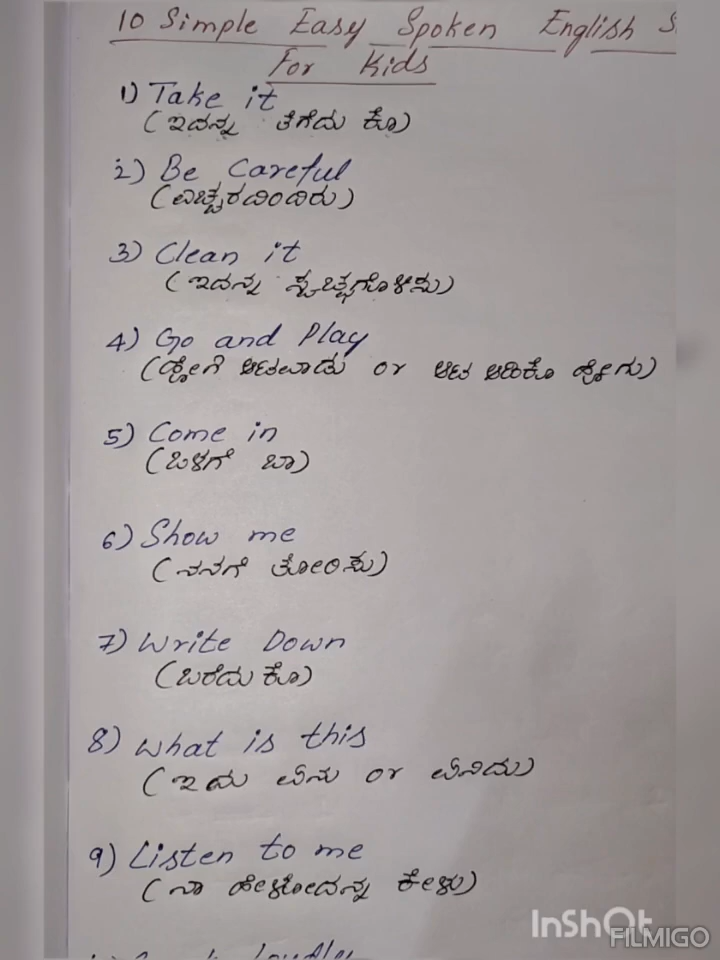 10 Simple Easy Spoken English S
For Kids
1) Take it
(ಇದನ್ನು ತೆಗೆದು ಕೊ)
2) Be Careful
(ಎಚ್ಚರದಿಂದಿರು)
3) Clean it
(ಇದನ್ನು ಸ್ವಚ್ಛಗೊಳಿಸು)
4) Go and Play
(ಹೋಗಿ ಆಟವಾಡು or ಆಟ ಆಡಿಕೊ ಹೋಗು)
5) Come in
(ಒಳಗೆ ಬಾ)
6) Show me
(ನನಗೆ ತೋರಿಸು)
7) Write Down
(ಬರೆದು ಕೊ)
8) What is this
(ಇದು ಏನು or ಏನಿದು)
9) Listen to me
(ನಾ ಹೇಳೋದನ್ನು ಕೇಳು)
loudly
InShOt
FILMIGO